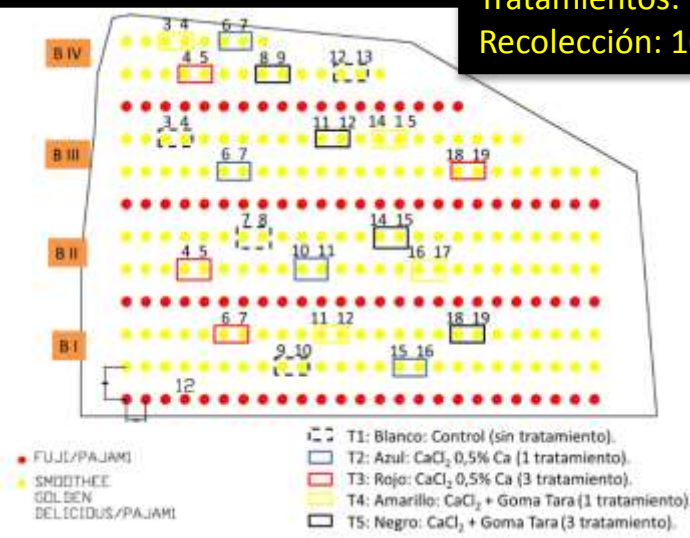 Tratamientos:
Recolección: 1
3 4 6 7
B IV
4 5 8 9 12 13
3 4 11 12 14 1 5
B III
6 7 18 19
7 8 14 15
B II
4 5 10 11 16 17
6 7 11 12 18 19
B I
9 10 15 16
12
FUJI/PAJAM1
SMOOTHEE
GOLDEN
DELICIOUS/PAJAM1
T1: Blanco: Control (sin tratamiento).
T2: Azul: CaCl₂ 0,5% Ca (1 tratamiento).
T3: Rojo: CaCl₂ 0,5% Ca (3 tratamiento).
T4: Amarillo: CaCl₂ + Goma Tara (1 tratamiento)
T5: Negro: CaCl₂ + Goma Tara (3 tratamiento).